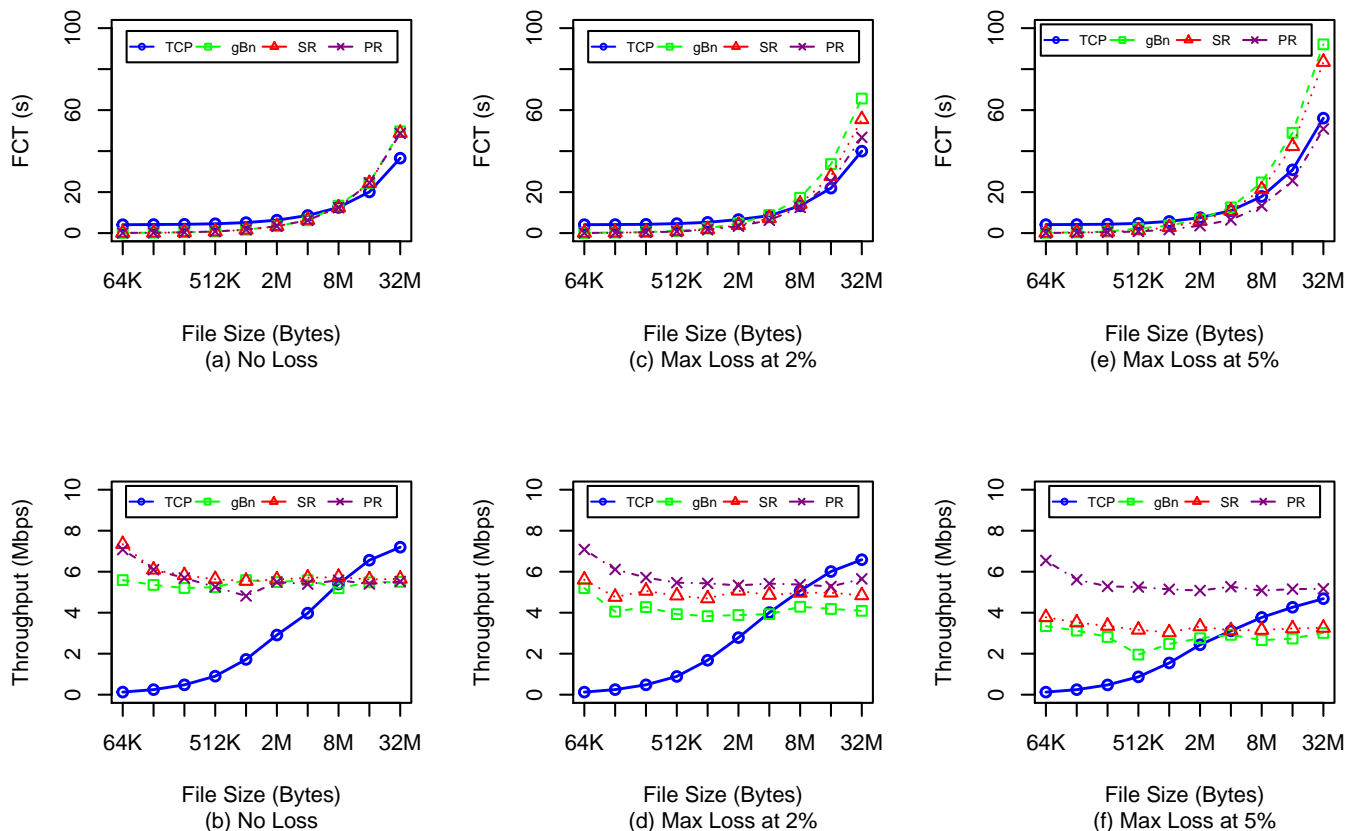 FCT (s)
0
20
60
100
TCP gBn SR PR
64K 512K 2M 8M 32M
File Size (Bytes)
(a) No Loss
FCT (s)
0
20
60
100
TCP gBn SR PR
64K 512K 2M 8M 32M
File Size (Bytes)
(c) Max Loss at 2%
FCT (s)
0
20
60
100
TCP gBn SR PR
64K 512K 2M 8M 32M
File Size (Bytes)
(e) Max Loss at 5%
Throughput (Mbps)
0
2
4
6
8
10
TCP gBn SR PR
64K 512K 2M 8M 32M
File Size (Bytes)
(b) No Loss
Throughput (Mbps)
0
2
4
6
8
10
TCP gBn SR PR
64K 512K 2M 8M 32M
File Size (Bytes)
(d) Max Loss at 2%
Throughput (Mbps)
0
2
4
6
8
10
TCP gBn SR PR
64K 512K 2M 8M 32M
File Size (Bytes)
(f) Max Loss at 5%